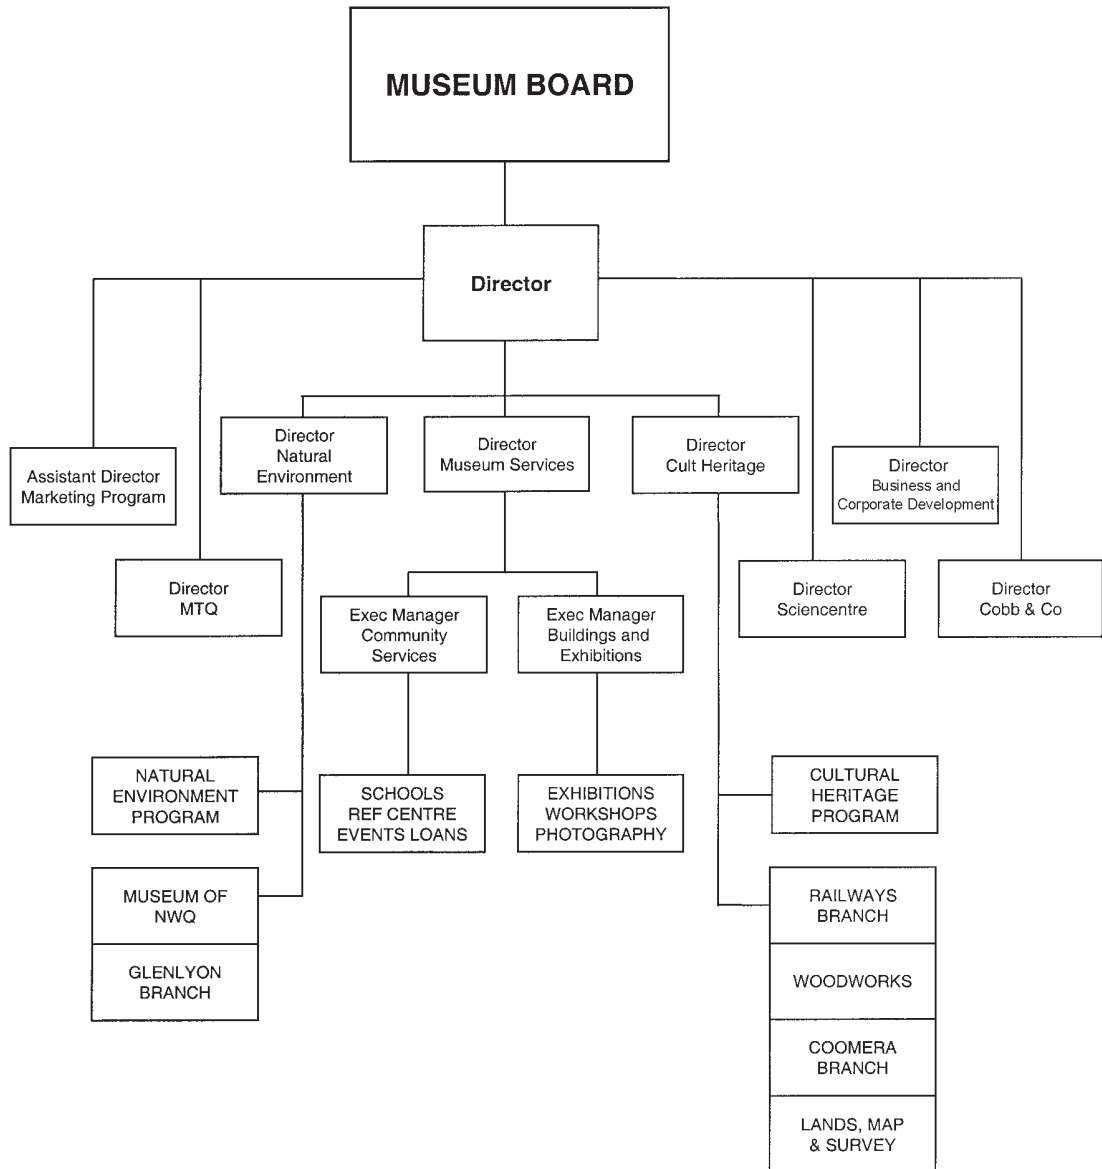 MUSEUM BOARD
Director
Assistant Director
Marketing Program
Director
MTQ
Director
Natural
Environment
Director
Museum Services
Director
Cult Heritage
Director
Sciencentre
Director
Business and
Corporate Development
Director
Cobb & Co
Exec Manager
Community
Services
Exec Manager
Buildings and
Exhibitions
NATURAL
ENVIRONMENT
PROGRAM
SCHOOLS
REF CENTRE
EVENTS LOANS
EXHIBITIONS
WORKSHOPS
PHOTOGRAPHY
CULTURAL
HERITAGE
PROGRAM
MUSEUM OF
NWQ
GLENLYON
BRANCH
RAILWAYS
BRANCH
WOODWORKS
COOMERA
BRANCH
LANDS, MAP
& SURVEY